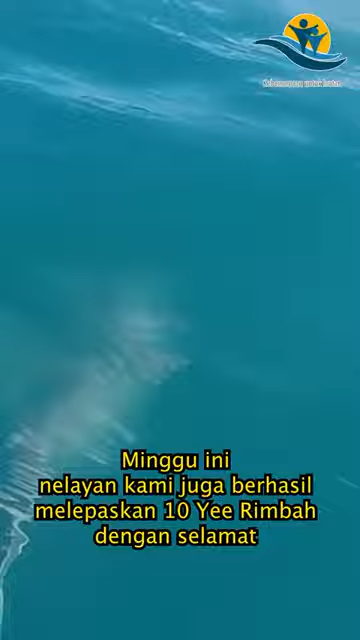 Minggu ini
nelayan kami juga berhasil
melepaskan 10 Yee Rimbah
dengan selamat